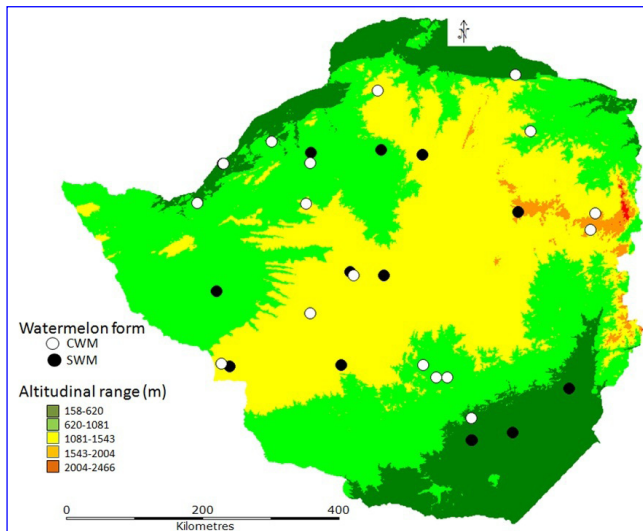 Watermelon form
CWM
SWM
Altitudinal range (m)
158-620
620-1081
1081-1543
1543-2004
2004-2466
0 200 400
Kilometres